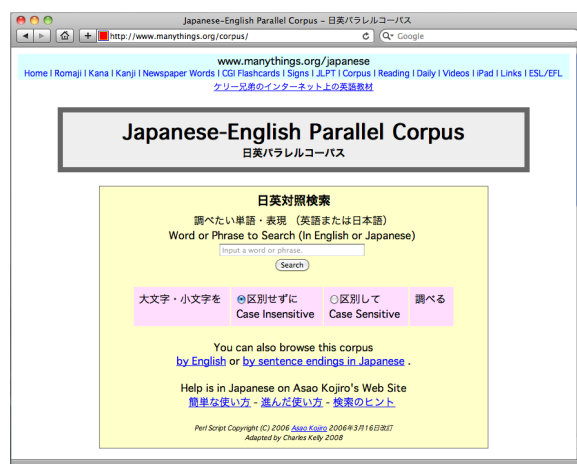 Japanese-English Parallel Corpus – 日英パラレルコーパス
http://www.manythings.org/corpus/
Google
www.manythings.org/japanese
Home I Romaji I Kana I Kanji I Newspaper Words I CGI Flashcards I Signs I JLPT I Corpus I Reading I Daily I Videos I iPad I Links I ESL/EFL
ケリー兄弟のインターネット上の英語教材
Japanese-English Parallel Corpus
日英パラレルコーパス
日英対照検索
調べたい単語・表現 （英語または日本語）
Word or Phrase to Search (In English or Japanese)
Input a word or phrase.
Search
大文字・小文字を 区別せずに 区別して 調べる
Case Insensitive Case Sensitive
You can also browse this corpus
by English or by sentence endings in Japanese .
Help is in Japanese on Asao Kojiro's Web Site
簡単な使い方 - 進んだ使い方 - 検索のヒント
Perl Script Copyright (C) 2006 Asao Kojiro 2006年3月16日改訂
Adapted by Charles Kelly 2008